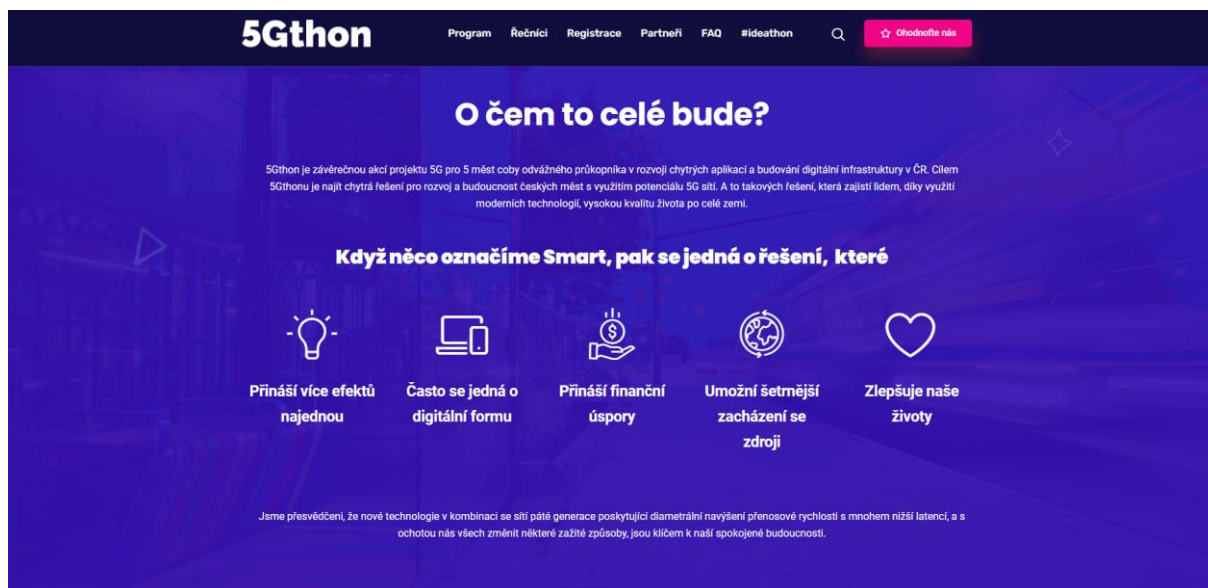 5Gthon
Program Řečníci Registrace Partneři FAQ #ideathon
Ohodnoťte nás
O čem to celé bude?
5Gthon je závěrečnou akcí projektu 5G pro 5 měst coby odvážného průkopníka v rozvoji chytrých aplikací a budování digitální infrastruktury v ČR. Cílem
5Gthonu je najít chytrá řešení pro rozvoj a budoucnost českých měst s využitím potenciálu 5G sítí. A to takových řešení, která zajistí lidem, díky využití
moderních technologií, vysokou kvalitu života po celé zemi.
Když něco označíme Smart, pak se jedná o řešení, které
Přináší více efektů
najednou
Často se jedná o
digitální formu
Přináší finanční
úspory
Umožní šetrnější
zacházení se
zdroji
Zlepšuje naše
životy
Jsme přesvědčeni, že nové technologie v kombinaci se sítí páté generace poskytující diametrální navýšení přenosové rychlosti s mnohem nižší latencí, a s
ochotou nás všech změnit některé zažité způsoby, jsou klíčem k naší spokojené budoucnosti.